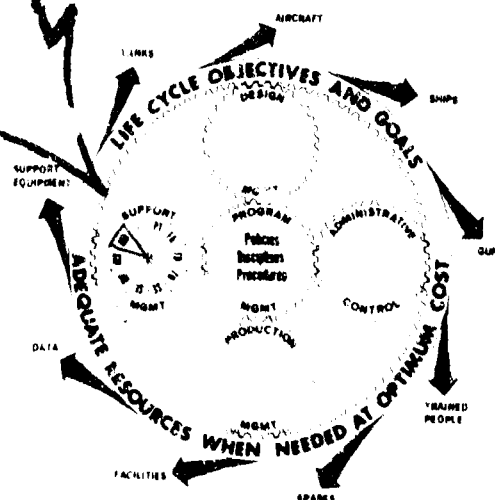 AIRCRAFT
SHIPS
LIFE CYCLE OBJECTIVES AND GOALS
DESIGN
MGMT
SUPPORT
EQUIPMENT
SUPPORT
MGMT
PROGRAM
Policies
Disciplines
Procedures
MGMT
ADMINISTRATIVE
CONTROL
PRODUCTION
MGMT
ADEQUATE RESOURCES WHEN NEEDED AT OPTIMUM COST
DATA
TRAINED
PEOPLE
FACILITIES
SPARES